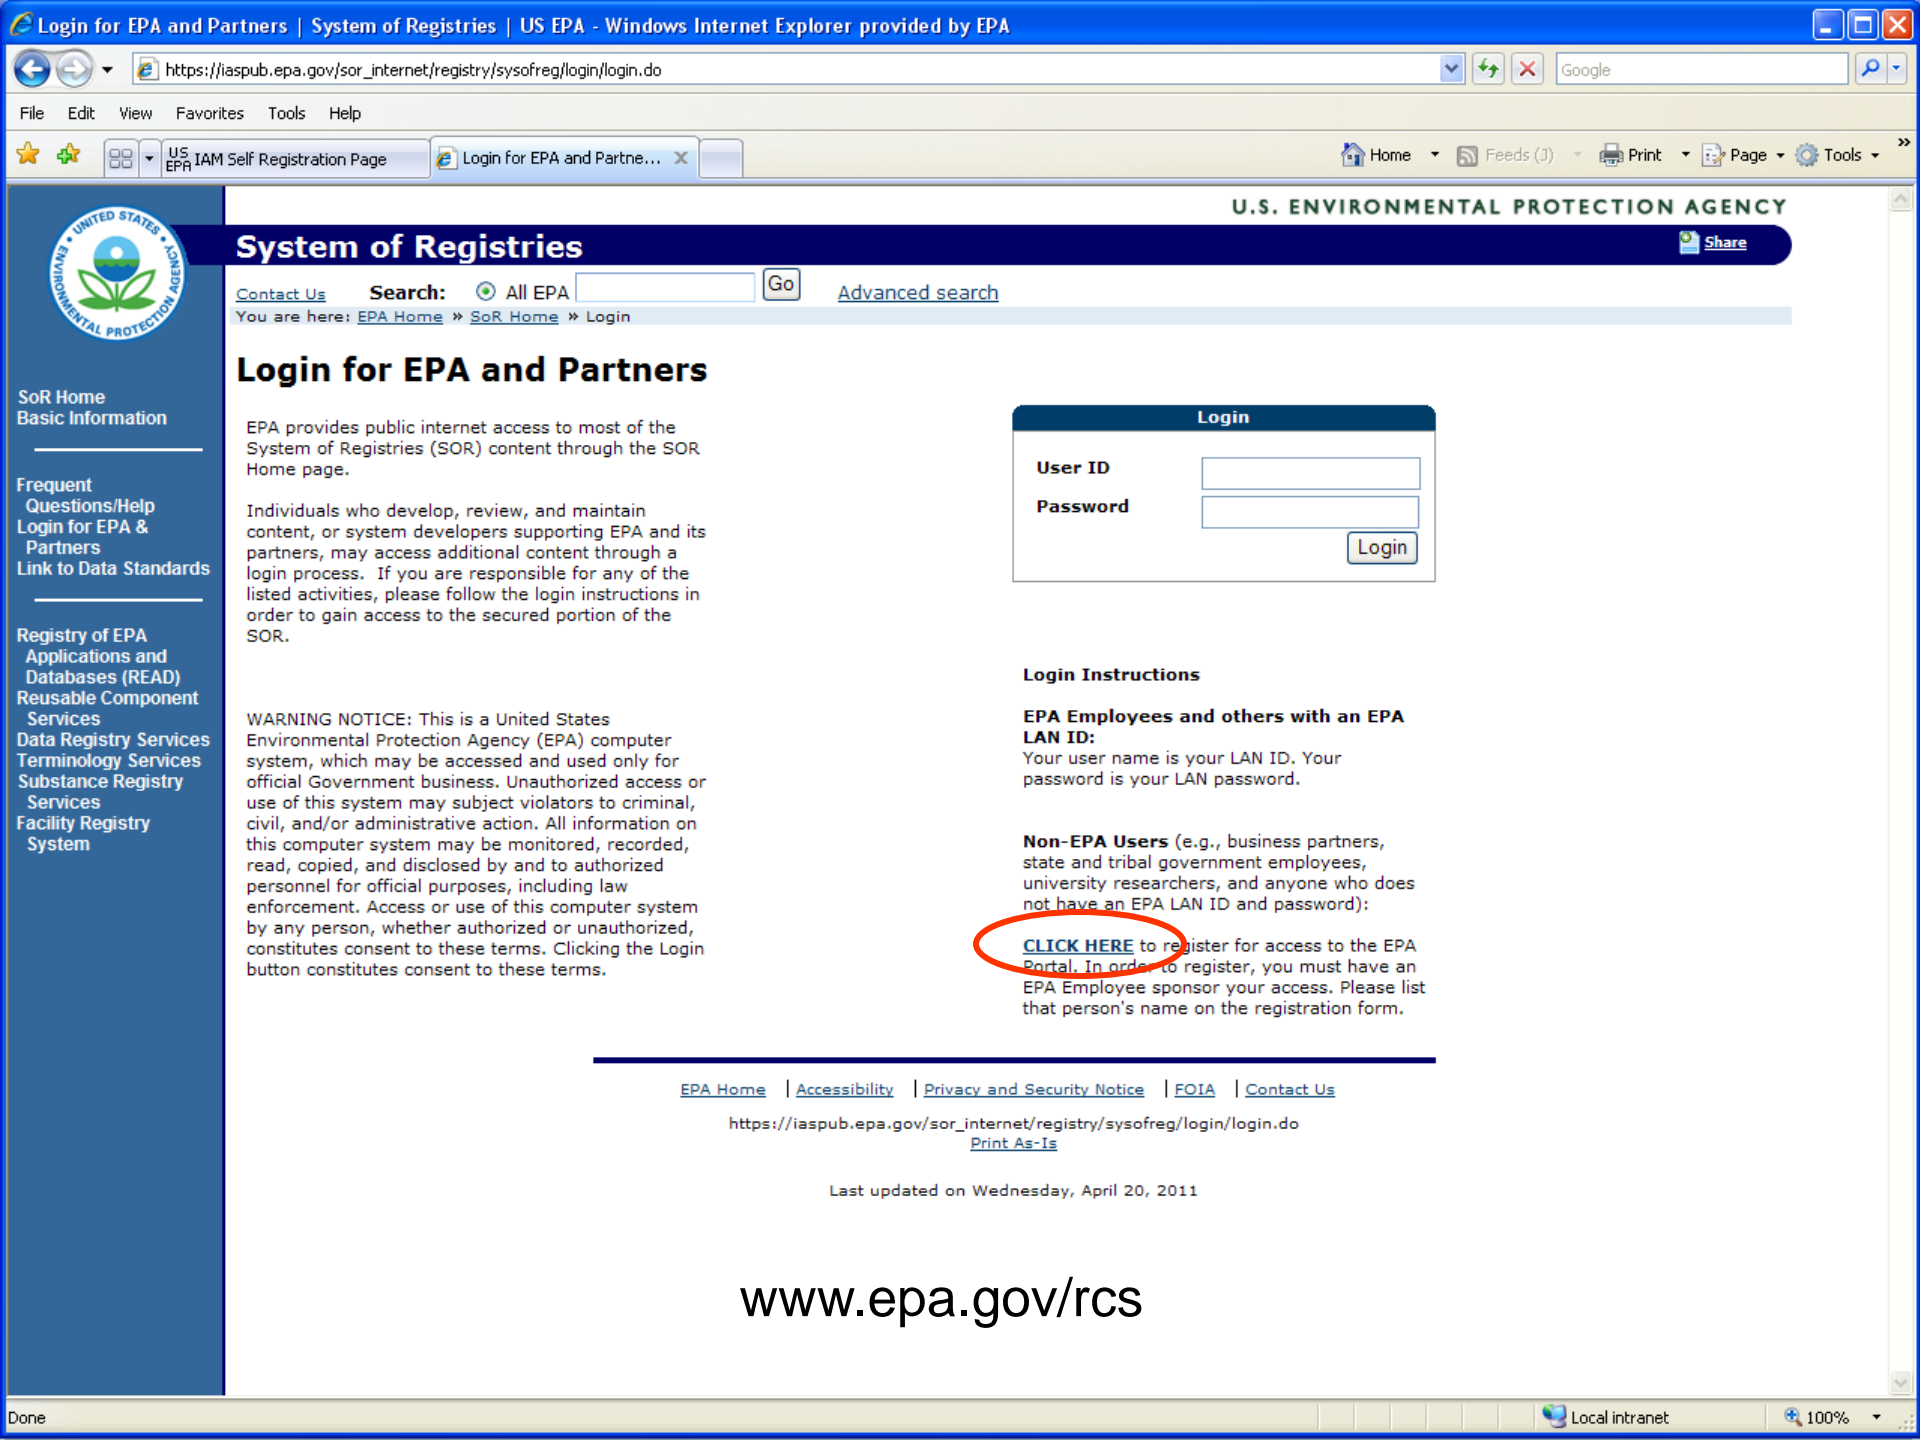 Login for EPA and Partners | System of Registries | US EPA - Windows Internet Explorer provided by EPA
https://iaspub.epa.gov/sor_internet/registry/sysofreg/login/login.do
Google
File Edit View Favorites Tools Help
US EPA IAM Self Registration Page
Login for EPA and Partne...
Home Feeds (J) Print Page Tools
U.S. ENVIRONMENTAL PROTECTION AGENCY
UNITED STATES ENVIRONMENTAL PROTECTION AGENCY
System of Registries
Share
Contact Us Search: All EPA Go Advanced search
You are here: EPA Home » SoR Home » Login
SoR Home
Basic Information
Frequent
Questions/Help
Login for EPA &
Partners
Link to Data Standards
Registry of EPA
Applications and
Databases (READ)
Reusable Component
Services
Data Registry Services
Terminology Services
Substance Registry
Services
Facility Registry
System
Login for EPA and Partners
EPA provides public internet access to most of the
System of Registries (SOR) content through the SOR
Home page.
Individuals who develop, review, and maintain
content, or system developers supporting EPA and its
partners, may access additional content through a
login process. If you are responsible for any of the
listed activities, please follow the login instructions in
order to gain access to the secured portion of the
SOR.
WARNING NOTICE: This is a United States
Environmental Protection Agency (EPA) computer
system, which may be accessed and used only for
official Government business. Unauthorized access or
use of this system may subject violators to criminal,
civil, and/or administrative action. All information on
this computer system may be monitored, recorded,
read, copied, and disclosed by and to authorized
personnel for official purposes, including law
enforcement. Access or use of this computer system
by any person, whether authorized or unauthorized,
constitutes consent to these terms. Clicking the Login
button constitutes consent to these terms.
Login
User ID
Password
Login
Login Instructions
EPA Employees and others with an EPA
LAN ID:
Your user name is your LAN ID. Your
password is your LAN password.
Non-EPA Users (e.g., business partners,
state and tribal government employees,
university researchers, and anyone who does
not have an EPA LAN ID and password):
CLICK HERE to register for access to the EPA
Portal. In order to register, you must have an
EPA Employee sponsor your access. Please list
that person's name on the registration form.
EPA Home | Accessibility | Privacy and Security Notice | FOIA | Contact Us
https://iaspub.epa.gov/sor_internet/registry/sysofreg/login/login.do
Print As-Is
Last updated on Wednesday, April 20, 2011
www.epa.gov/rcs
Done
Local intranet
100%